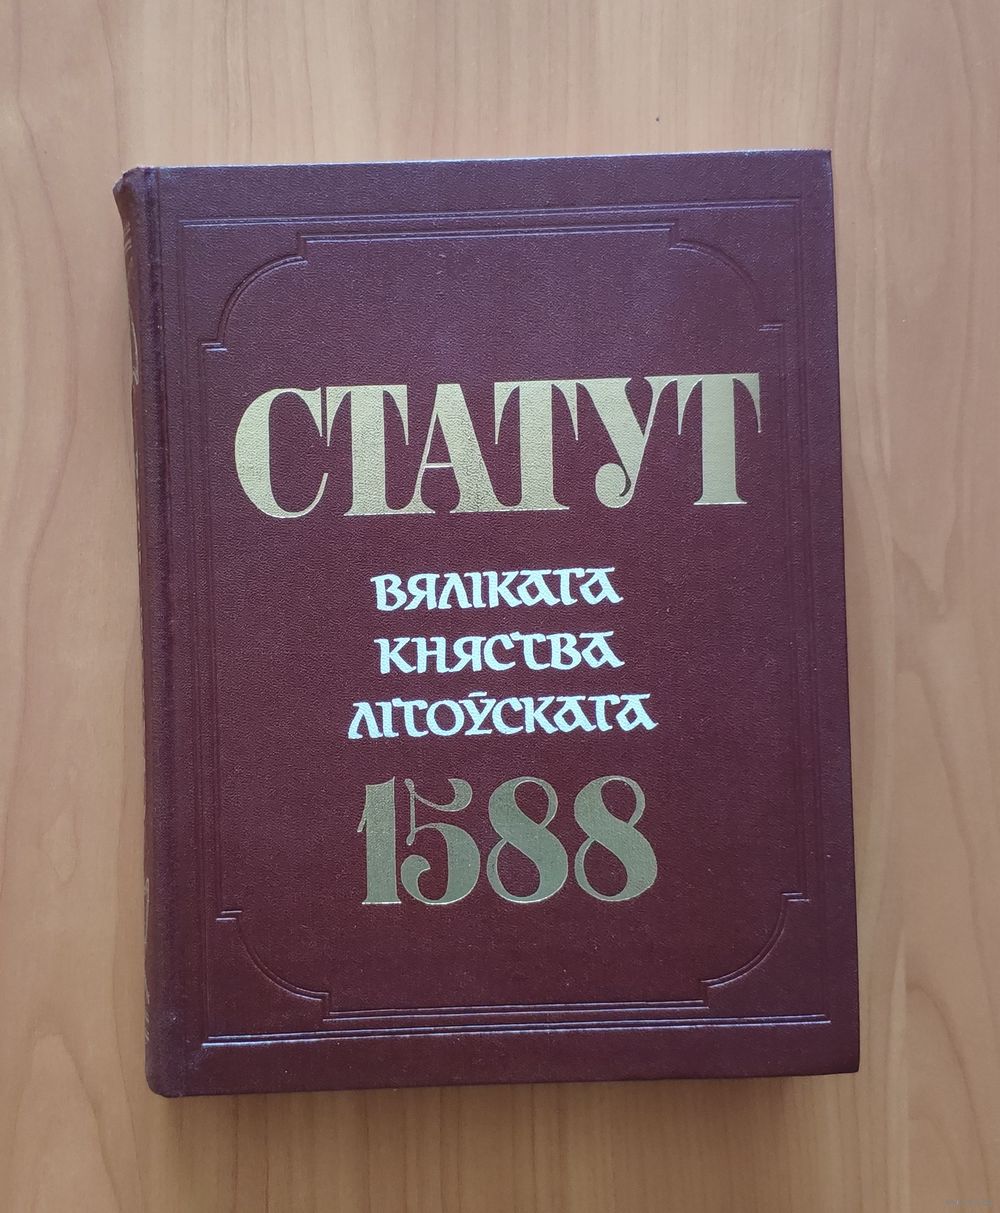 СТАТУТ
ВЯЛІКАГА
КНЯСТВА
ЛІТОЎСКАГА
1588